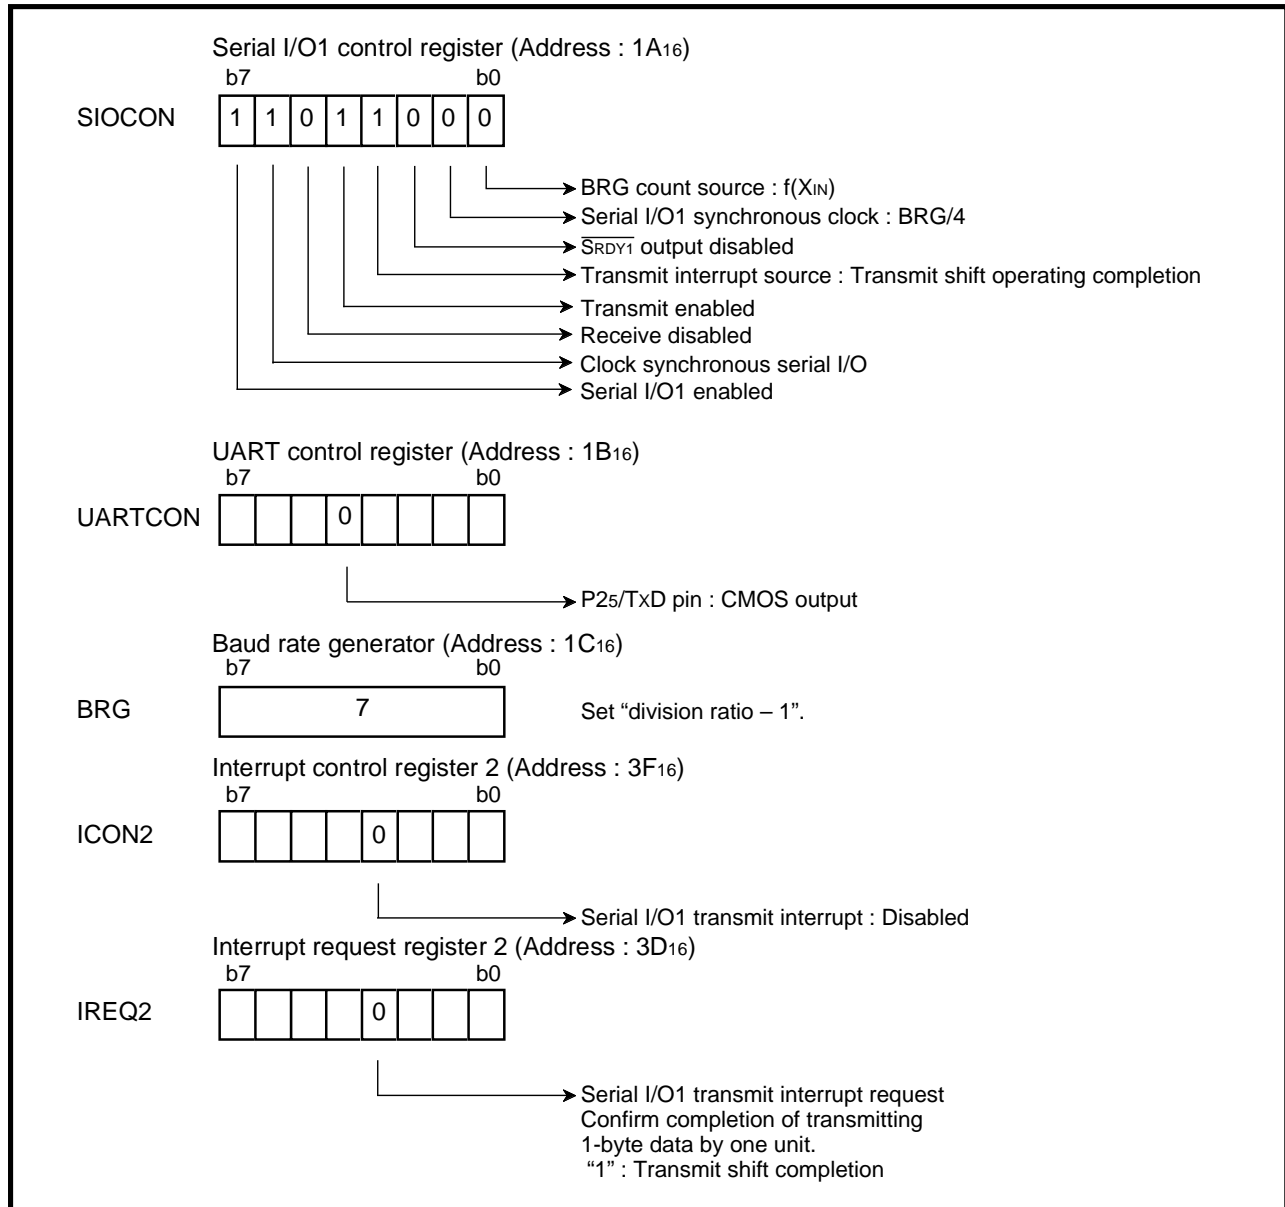 Serial I/O1 control register (Address : 1A16)
b7 b0
SIOCON 1 1 0 1 1 0 0 0
BRG count source : f(XIN)
Serial I/O1 synchronous clock : BRG/4
SRDY1 output disabled
Transmit interrupt source : Transmit shift operating completion
Transmit enabled
Receive disabled
Clock synchronous serial I/O
Serial I/O1 enabled
UART control register (Address : 1B16)
b7 b0
UARTCON 0
P25/TXD pin : CMOS output
Baud rate generator (Address : 1C16)
b7 b0
BRG 7 Set “division ratio – 1”.
Interrupt control register 2 (Address : 3F16)
b7 b0
ICON2 0
Serial I/O1 transmit interrupt : Disabled
Interrupt request register 2 (Address : 3D16)
b7 b0
IREQ2 0
Serial I/O1 transmit interrupt request
Confirm completion of transmitting
1-byte data by one unit.
“1” : Transmit shift completion